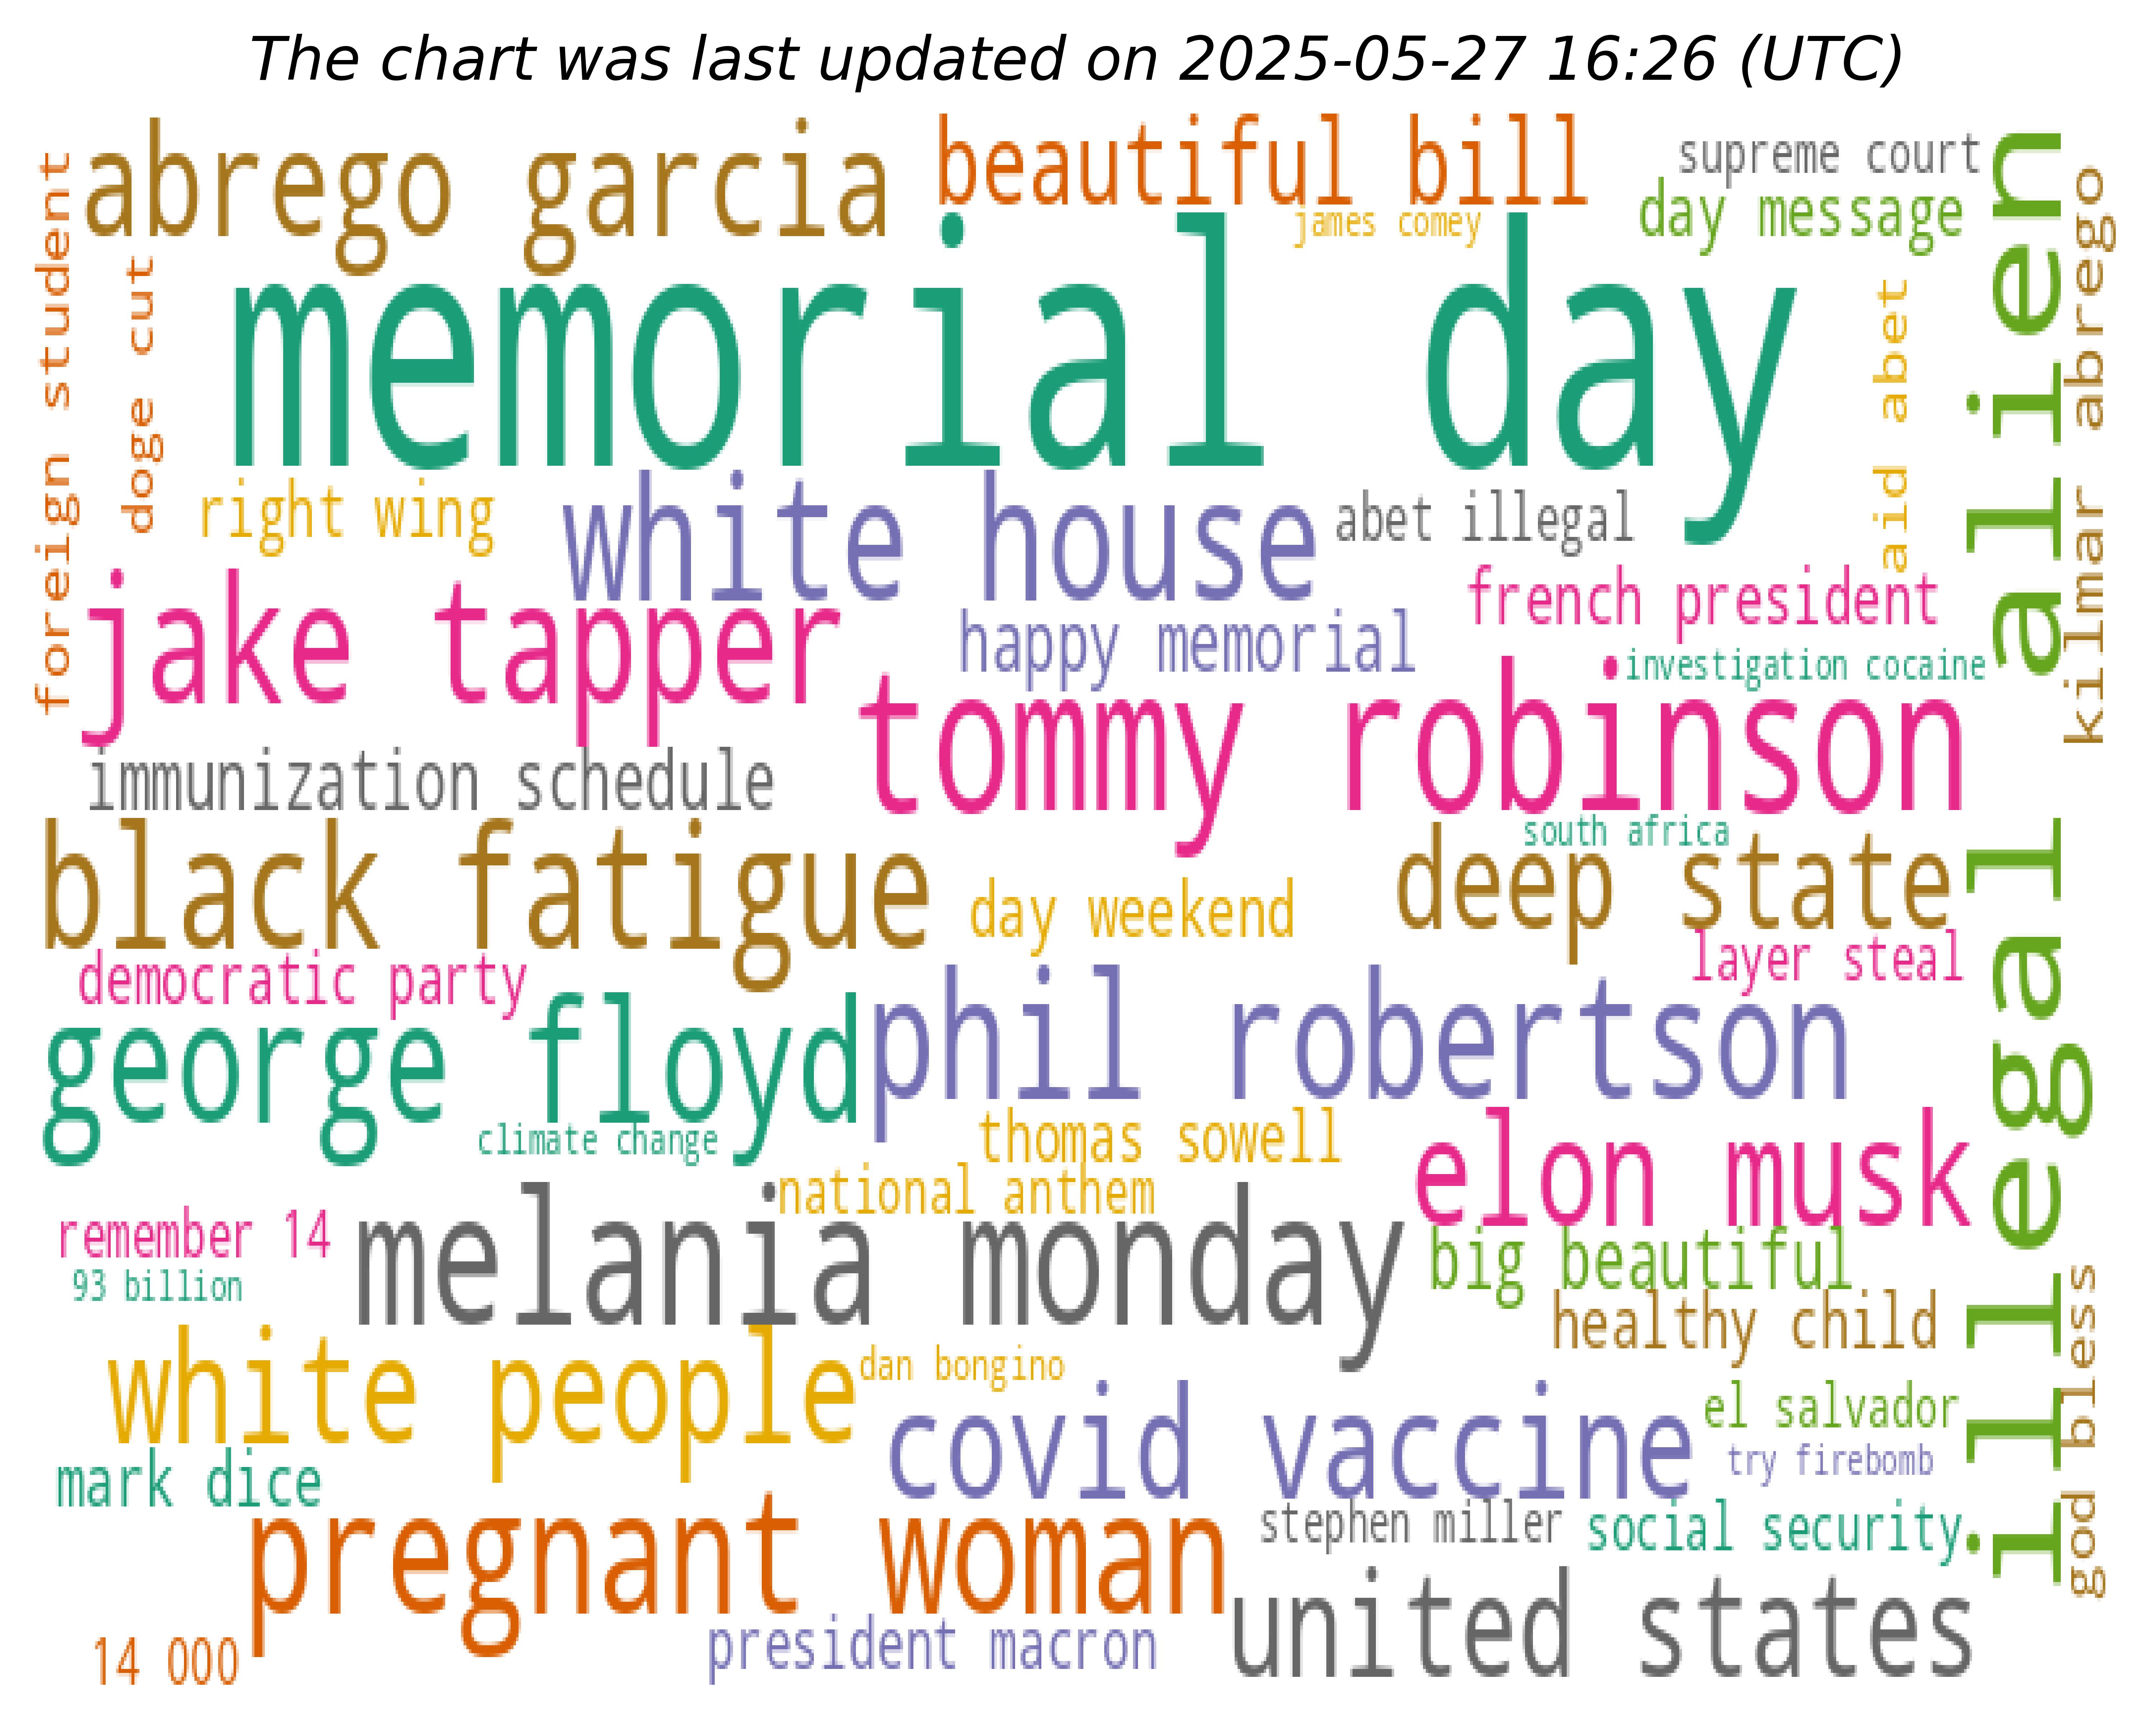 The chart was last updated on 2025-05-27 16:26 (UTC)
abrego garcia
beautiful bill
supreme court
james comey
day message
foreign student
doge cut
memorial day
aid abet
illegal alien
kilmar abrego
right wing
white house
abet illegal
french president
jake tapper
happy memorial
investigation cocaine
tommy robinson
immunization schedule
black fatigue
south africa
deep state
day weekend
layer steal
democratic party
george floyd
phil robertson
climate change
thomas sowell
elon musk
national anthem
remember 14
melania monday
big beautiful
93 billion
healthy child
god bless
white people
dan bongino
covid vaccine
el salvador
try firebomb
mark dice
pregnant woman
stephen miller
social security
united states
14 000
president macron